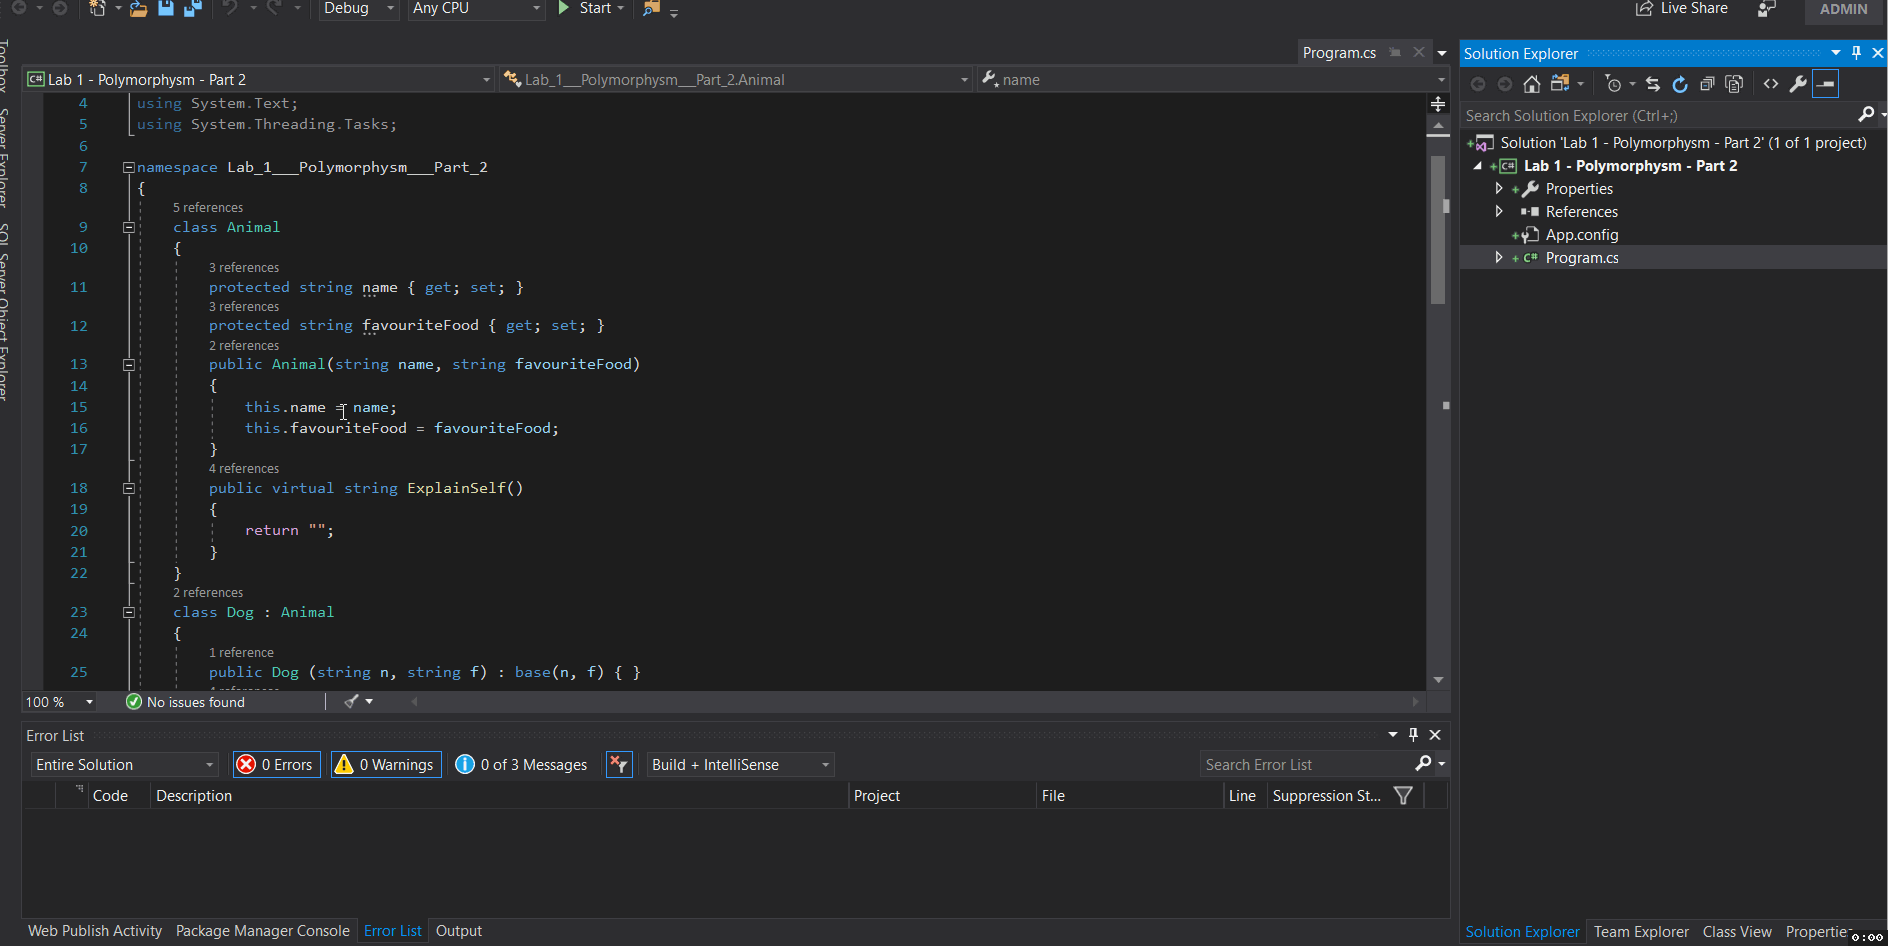 Debug
Any CPU
Start
Live Share
ADMIN
Toolbox
Server Explorer
SQL Server Object Explorer
Program.cs
Lab 1 - Polymorphysm - Part 2
Lab_1___Polymorphysm___Part_2.Animal
name
4 using System.Text;
5 using System.Threading.Tasks;
6
7 namespace Lab_1___Polymorphysm___Part_2
8 {
5 references
9 class Animal
10 {
3 references
11 protected string name { get; set; }
3 references
12 protected string favouriteFood { get; set; }
2 references
13 public Animal(string name, string favouriteFood)
14 {
15 this.name = name;
16 this.favouriteFood = favouriteFood;
17 }
4 references
18 public virtual string ExplainSelf()
19 {
20 return "";
21 }
22 }
2 references
23 class Dog : Animal
24 {
1 reference
25 public Dog (string n, string f) : base(n, f) { }
100 %
No issues found
Error List
Entire Solution
0 Errors
0 Warnings
0 of 3 Messages
Build + IntelliSense
Search Error List
Code
Description
Project
File
Line
Suppression St...
Web Publish Activity
Package Manager Console
Error List
Output
Solution Explorer
Search Solution Explorer (Ctrl+;)
Solution 'Lab 1 - Polymorphysm - Part 2' (1 of 1 project)
C# Lab 1 - Polymorphysm - Part 2
Properties
References
App.config
C# Program.cs
Solution Explorer
Team Explorer
Class View
Propertie
0:00